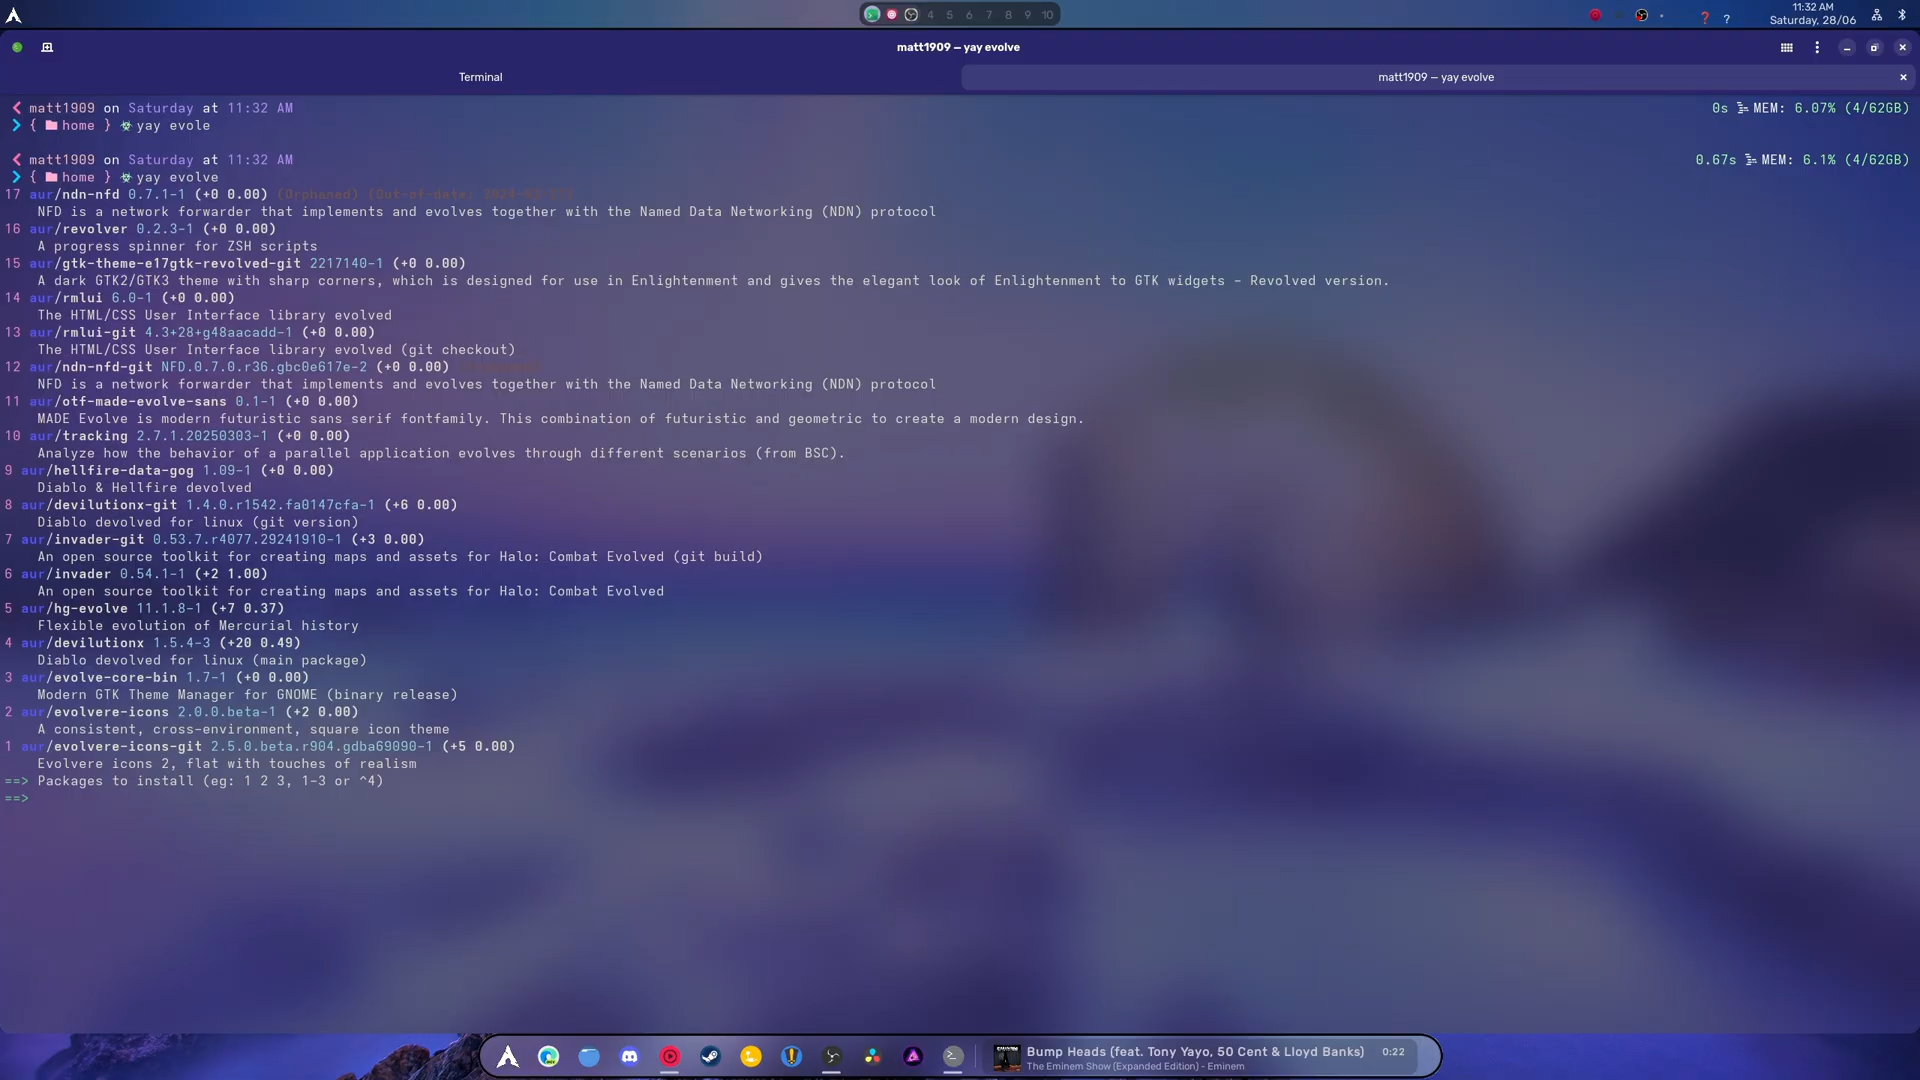 11:32 AM
4 5 6 7 8 9 10
Saturday, 28/06
matt1909 — yay evolve
Terminal
matt1909 — yay evolve
matt1909 on Saturday at 11:32 AM
0s MEM: 6.07% (4/62GB)
{ home } yay evole
matt1909 on Saturday at 11:32 AM
0.67s MEM: 6.1% (4/62GB)
{ home } yay evolve
17 aur/ndn-nfd 0.7.1-1 (+0 0.00) (Orphaned) (Out-of-date:
NFD is a network forwarder that implements and evolves together with the Named Data Networking (NDN) protocol
16 aur/revolver 0.2.3-1 (+0 0.00)
A progress spinner for ZSH scripts
15 aur/gtk-theme-e17gtk-revolved-git 2217140-1 (+0 0.00)
A dark GTK2/GTK3 theme with sharp corners, which is designed for use in Enlightenment and gives the elegant look of Enlightenment to GTK widgets - Revolved version.
14 aur/rmlui 6.0-1 (+0 0.00)
The HTML/CSS User Interface library evolved
13 aur/rmlui-git 4.3+28+g48aacadd-1 (+0 0.00)
The HTML/CSS User Interface library evolved (git checkout)
12 aur/ndn-nfd-git NFD.0.7.0.r36.gbc0e617e-2 (+0 0.00)
NFD is a network forwarder that implements and evolves together with the Named Data Networking (NDN) protocol
11 aur/otf-made-evolve-sans 0.1-1 (+0 0.00)
MADE Evolve is modern futuristic sans serif fontfamily. This combination of futuristic and geometric to create a modern design.
10 aur/tracking 2.7.1.20250303-1 (+0 0.00)
Analyze how the behavior of a parallel application evolves through different scenarios (from BSC).
9 aur/hellfire-data-gog 1.09-1 (+0 0.00)
Diablo & Hellfire devolved
8 aur/devilutionx-git 1.4.0.r1542.fa0147cfa-1 (+6 0.00)
Diablo devolved for linux (git version)
7 aur/invader-git 0.53.7.r4077.29241910-1 (+3 0.00)
An open source toolkit for creating maps and assets for Halo: Combat Evolved (git build)
6 aur/invader 0.54.1-1 (+2 1.00)
An open source toolkit for creating maps and assets for Halo: Combat Evolved
5 aur/hg-evolve 11.1.8-1 (+7 0.37)
Flexible evolution of Mercurial history
4 aur/devilutionx 1.5.4-3 (+20 0.49)
Diablo devolved for linux (main package)
3 aur/evolve-core-bin 1.7-1 (+0 0.00)
Modern GTK Theme Manager for GNOME (binary release)
2 aur/evolvere-icons 2.0.0.beta-1 (+2 0.00)
A consistent, cross-environment, square icon theme
1 aur/evolvere-icons-git 2.5.0.beta.r904.gdba69090-1 (+5 0.00)
Evolvere icons 2, flat with touches of realism
==> Packages to install (eg: 1 2 3, 1-3 or ^4)
==>
Bump Heads (feat. Tony Yayo, 50 Cent & Lloyd Banks)
0:22
The Eminem Show (Expanded Edition) - Eminem